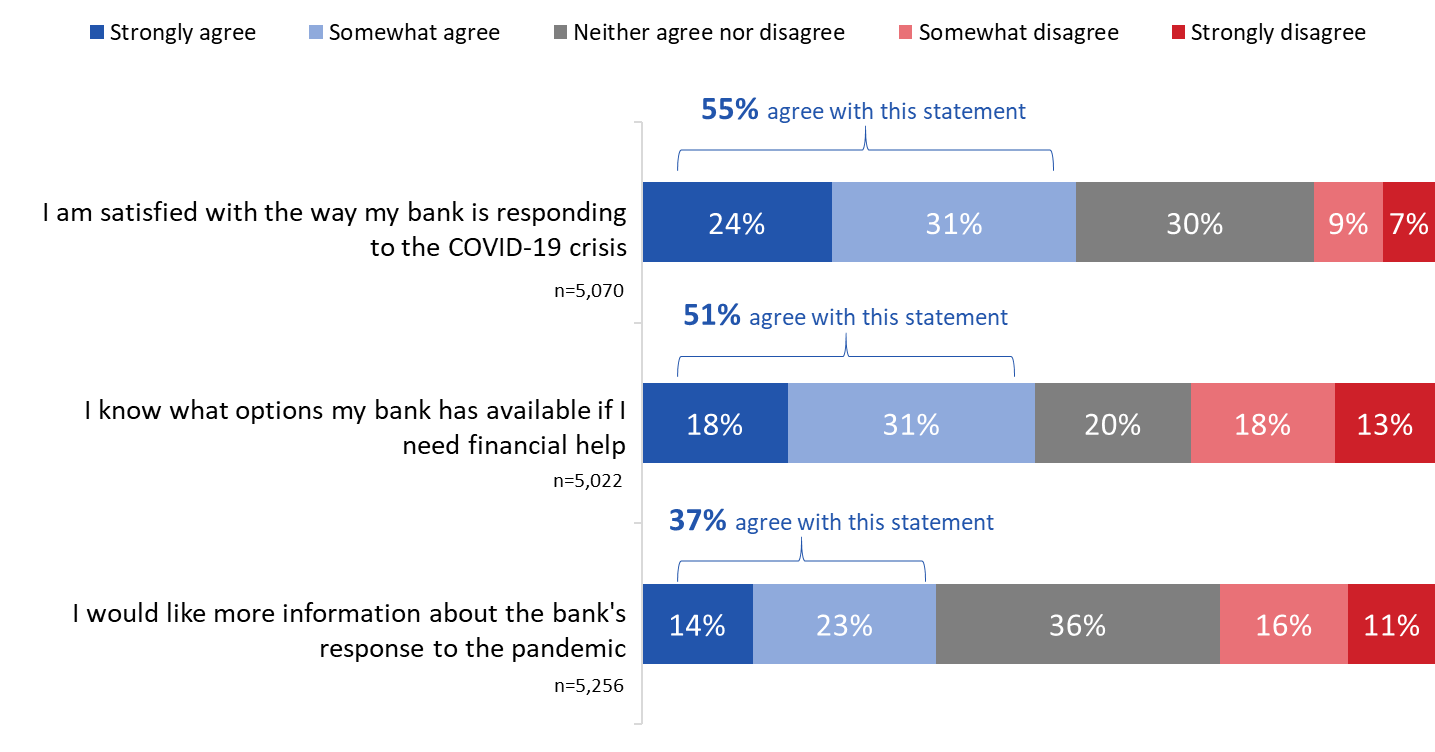 Strongly agree Somewhat agree Neither agree nor disagree Somewhat disagree Strongly disagree
55% agree with this statement
I am satisfied with the way my bank is responding
to the COVID-19 crisis
n=5,070
24% 31% 30% 9% 7%
51% agree with this statement
I know what options my bank has available if I
need financial help
n=5,022
18% 31% 20% 18% 13%
37% agree with this statement
I would like more information about the bank's
response to the pandemic
n=5,256
14% 23% 36% 16% 11%